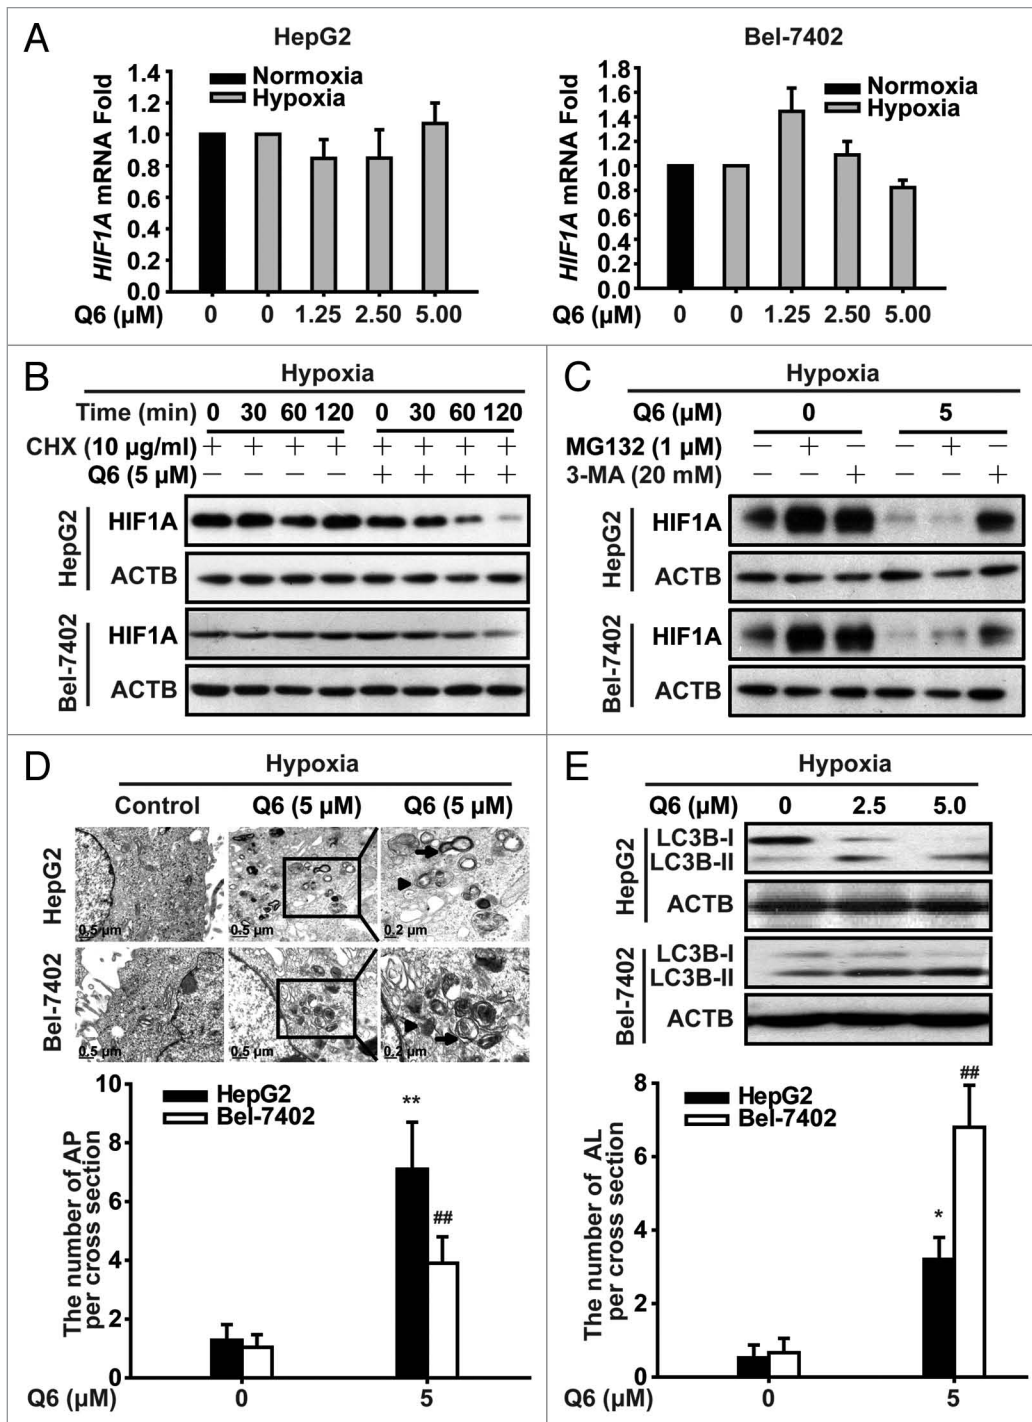 A
HepG2
Bel-7402
HIF1A mRNA Fold
1.4
1.2
1.0
0.8
0.6
0.4
0.2
0.0
Normoxia
Hypoxia
Q6 (µM) 0 0 1.25 2.50 5.00
HIF1A mRNA Fold
1.8
1.6
1.4
1.2
1.0
0.8
0.6
0.4
0.2
0.0
Normoxia
Hypoxia
Q6 (µM) 0 0 1.25 2.50 5.00
B
Hypoxia
Time (min) 0 30 60 120 0 30 60 120
CHX (10 µg/ml) + + + + + + + +
Q6 (5 µM) − − − − + + + +
HepG2
HIF1A
ACTB
Bel-7402
HIF1A
ACTB
C
Hypoxia
Q6 (µM) 0 5
MG132 (1 µM) − + − − + −
3-MA (20 mM) − − + − − +
HepG2
HIF1A
ACTB
Bel-7402
HIF1A
ACTB
D
Hypoxia
Control Q6 (5 µM) Q6 (5 µM)
HepG2
0.5 µm 0.5 µm 0.2 µm
Bel-7402
0.5 µm 0.5 µm 0.2 µm
The number of AP
per cross section
10
8
6
4
2
0
HepG2
Bel-7402
**
##
Q6 (µM) 0 5
E
Hypoxia
Q6 (µM) 0 2.5 5.0
HepG2
LC3B-I
LC3B-II
ACTB
Bel-7402
LC3B-I
LC3B-II
ACTB
The number of AL
per cross section
8
6
4
2
0
HepG2
Bel-7402
*
##
Q6 (µM) 0 5